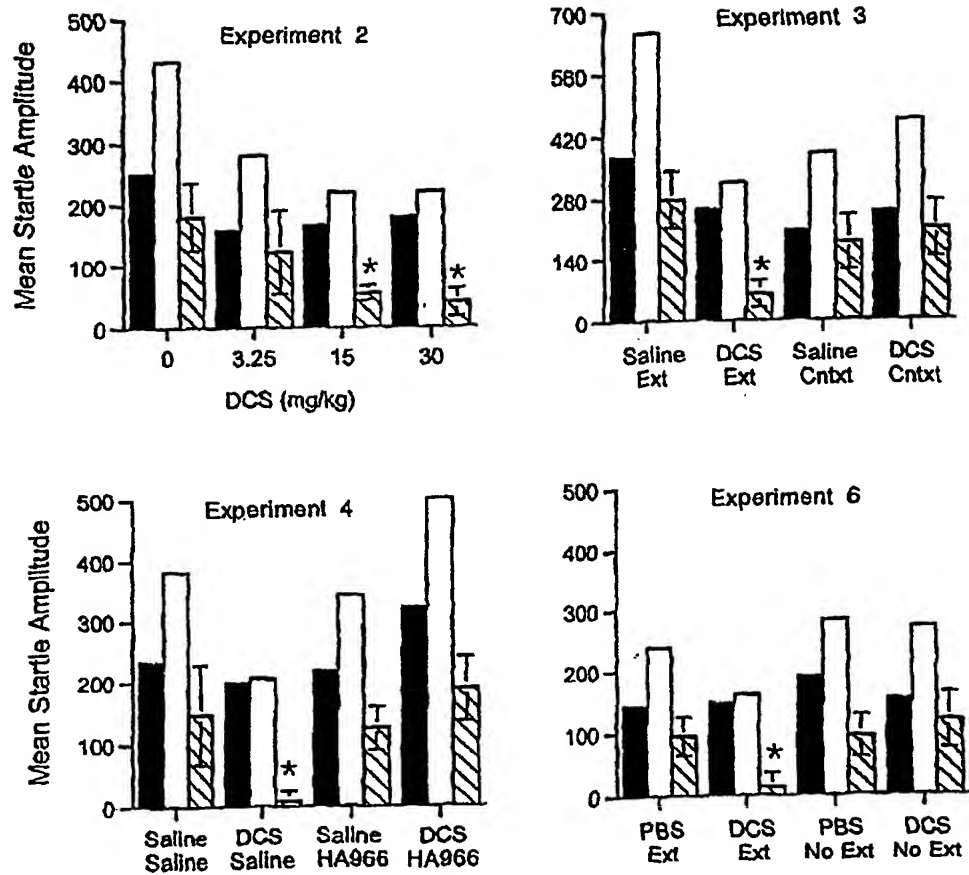 Experiment 2
Mean Startle Amplitude
500
400
300
200
100
0
*
*
0 3.25 15 30
DCS (mg/kg)
Experiment 3
700
580
420
280
140
0
*
Saline DCS Saline DCS
Ext Ext Cntxt Cntxt
Experiment 4
Mean Startle Amplitude
500
400
300
200
100
0
*
Saline DCS Saline DCS
Saline Saline HA966 HA966
Experiment 6
500
400
300
200
100
0
*
PBS DCS PBS DCS
Ext Ext No Ext No Ext